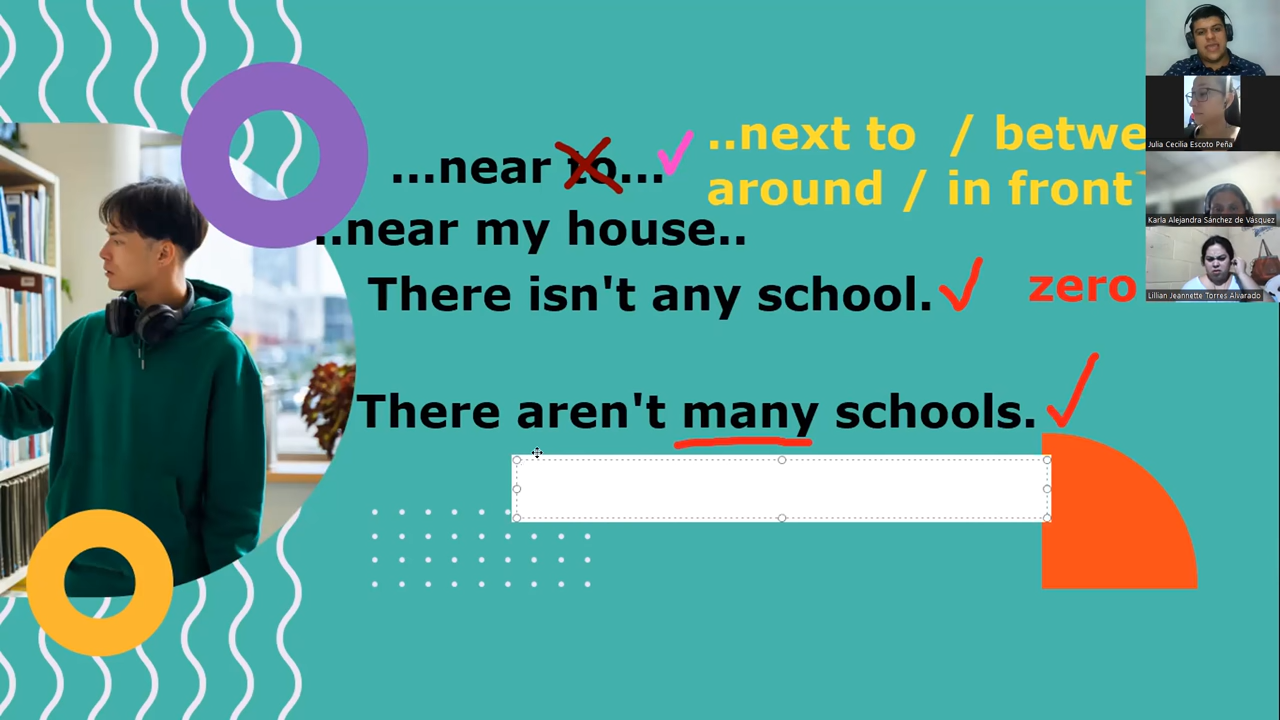 ...near to...
..next to / betwe
around / in front
..near my house..
There isn't any school.
zero
There aren't many schools.
Julia Cecilia Escoto Peña
Karla Alejandra Sánchez de Vásquez
Lillian Jeannette Torres Alvarado